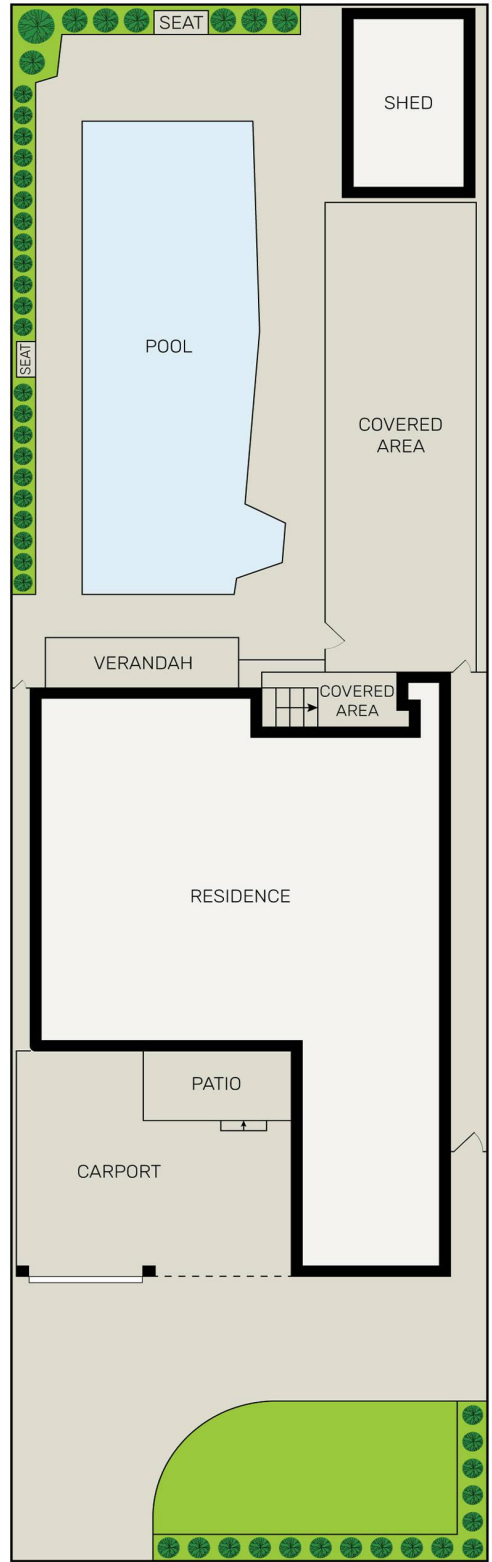 SEAT
SHED
SEAT
POOL
COVERED
AREA
VERANDAH
COVERED
AREA
RESIDENCE
PATIO
CARPORT